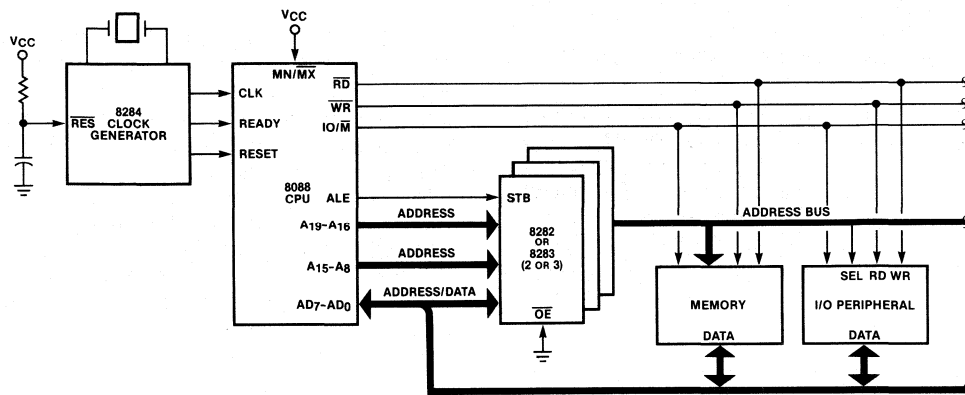 VCC
8284
CLOCK
GENERATOR
RES
VCC
MN/MX
CLK
READY
RESET
8088
CPU
ALE
A19-A16
A15-A8
AD7-AD0
RD
WR
IO/M
ADDRESS
ADDRESS
ADDRESS/DATA
STB
8282
OR
8283
(2 OR 3)
OE
ADDRESS BUS
MEMORY
DATA
SEL RD WR
I/O PERIPHERAL
DATA